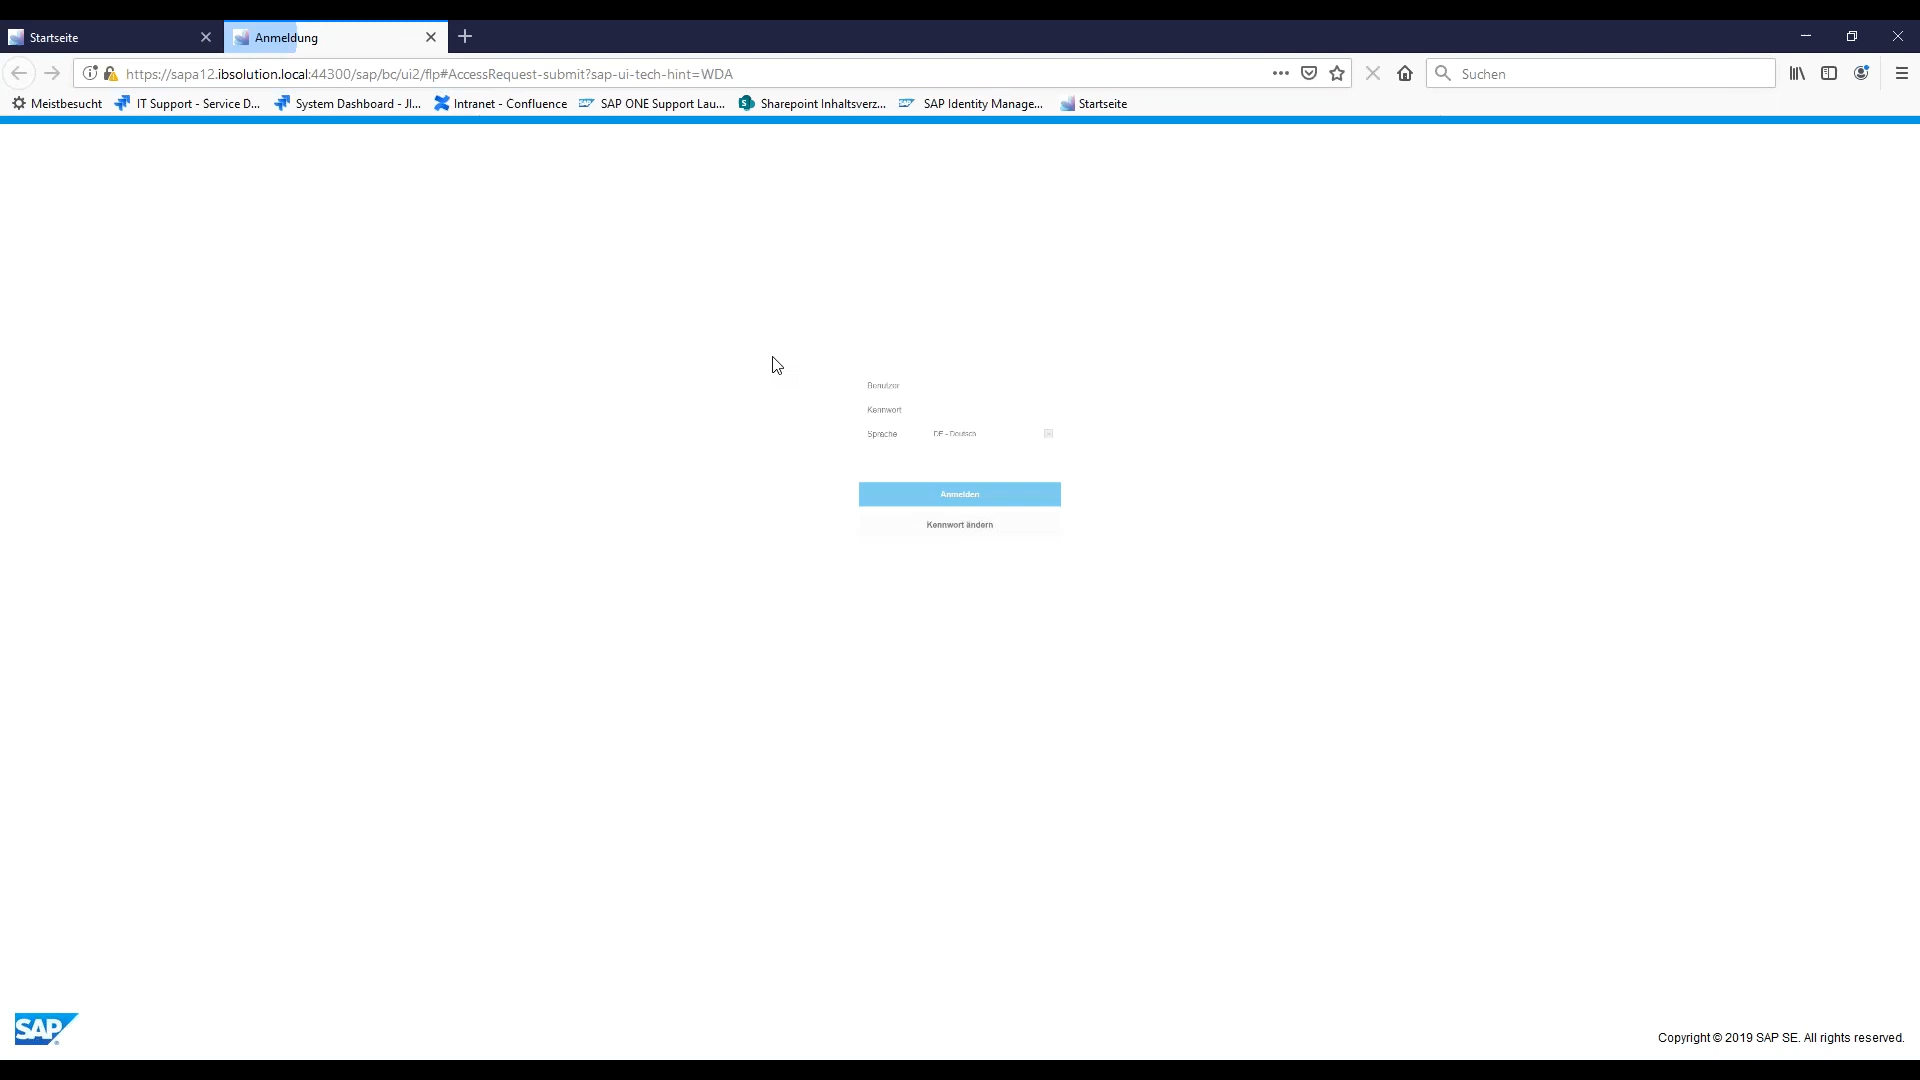 Startseite
Anmeldung
https://sapa12.ibsolution.local:44300/sap/bc/ui2/flp#AccessRequest-submit?sap-ui-tech-hint=WDA
Suchen
Meistbesucht
IT Support - Service D...
System Dashboard - JI...
Intranet - Confluence
SAP ONE Support Lau...
Sharepoint Inhaltsverz...
SAP Identity Manage...
Startseite
Benutzer
Kennwort
Sprache DE - Deutsch
Anmelden
Kennwort ändern
SAP
Copyright © 2019 SAP SE. All rights reserved.